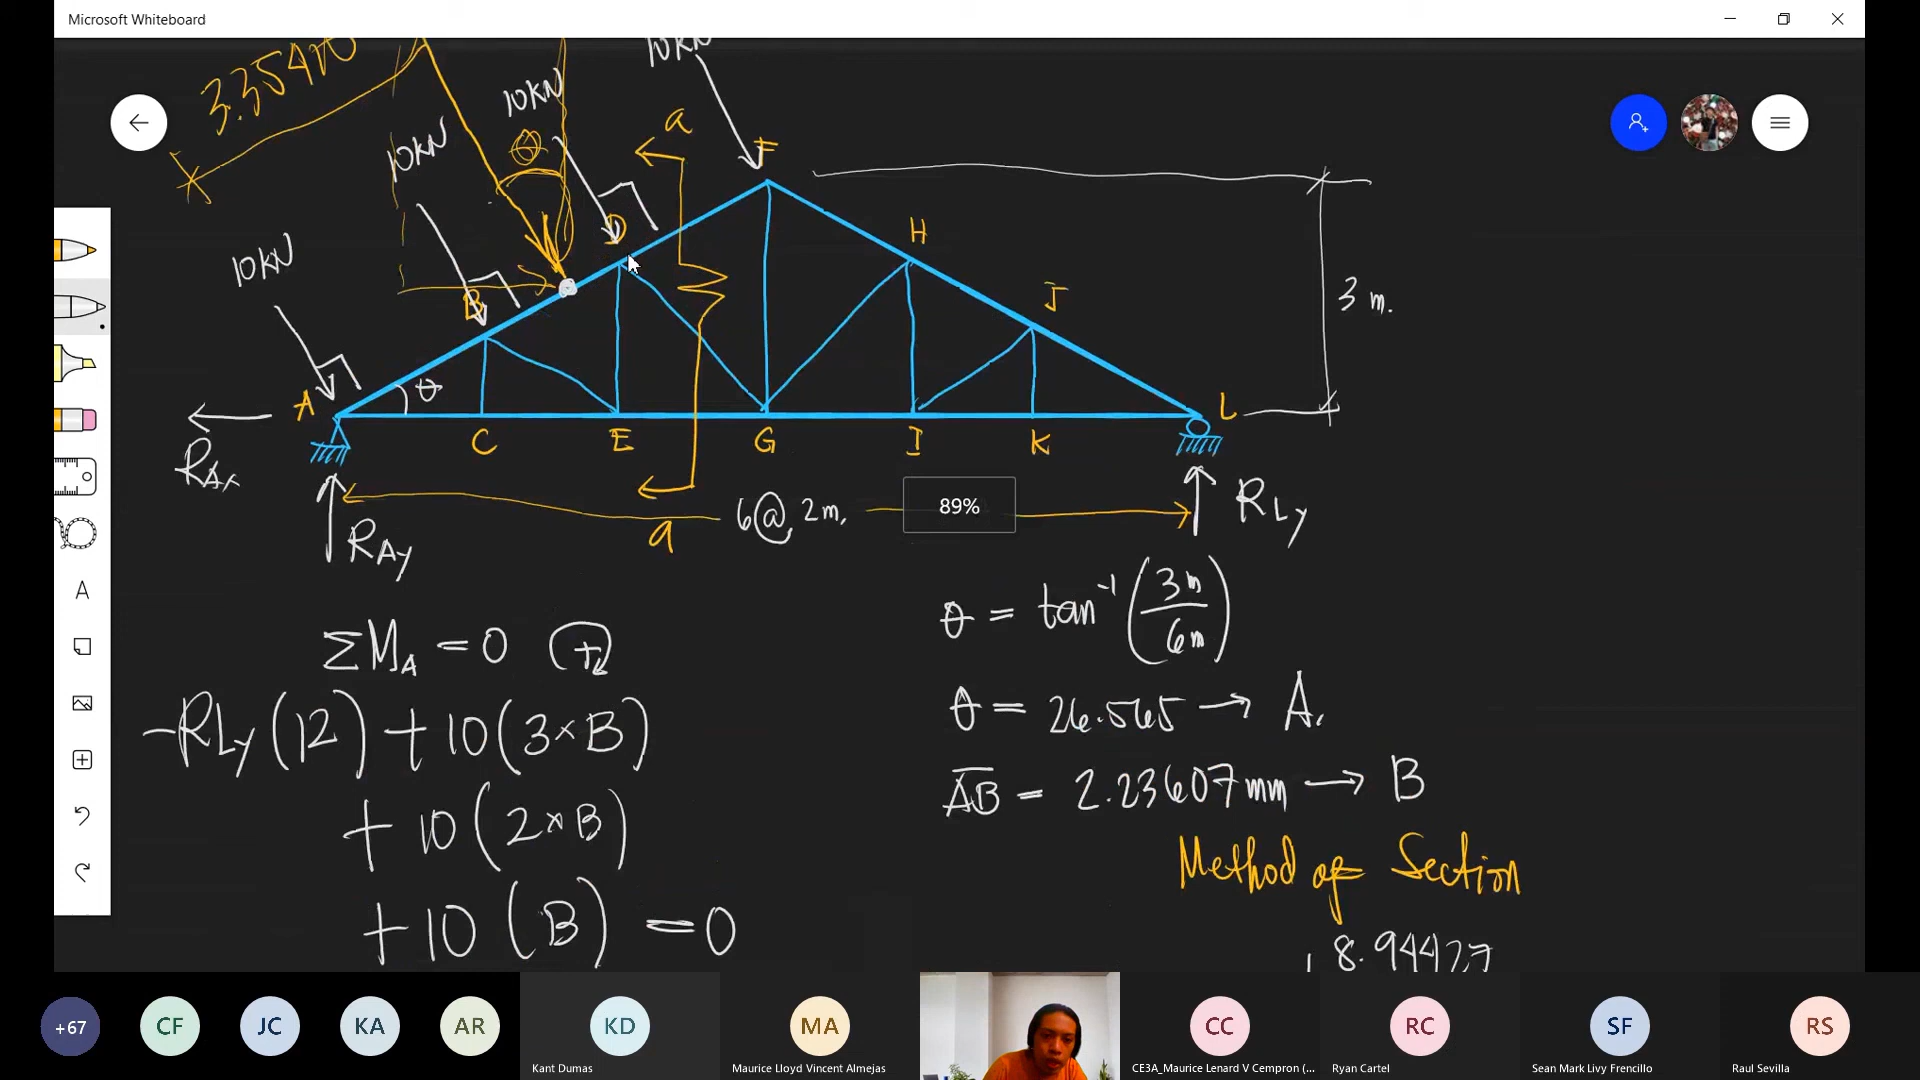 Microsoft Whiteboard
3.35410
10kN
10kN
10kN
10kN
θ
a
F
D
H
B
J
3 m.
A
θ
L
C
E
G
I
K
RAx
RAy
6@ 2m.
89%
RLy
a
ΣMA = 0 (+)
-RLy(12) + 10(3×B)
+ 10(2×B)
+10(B) = 0
θ = tan⁻¹(3m/6m)
θ = 26.565 → A.
AB = 2.23607mm → B
Method of Section
8.94427
A
+67
CF
JC
KA
AR
KD
MA
CC
RC
SF
RS
Kant Dumas
Maurice Lloyd Vincent Almejas
CE3A_Maurice Lenard V Cempron (...
Ryan Cartel
Sean Mark Livy Frencillo
Raul Sevilla